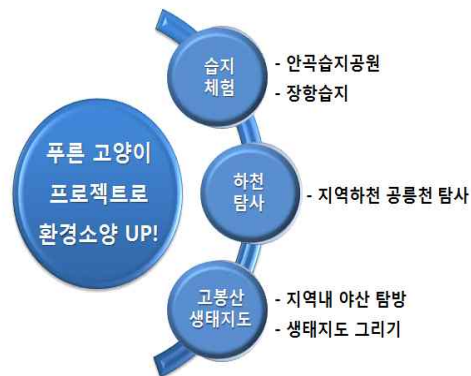 푸른 고양이
프로젝트로
환경소양 UP!
습지
체험
- 안곡습지공원
- 장항습지
하천
탐사
- 지역하천 공릉천 탐사
고봉산
생태지도
- 지역내 야산 탐방
- 생태지도 그리기